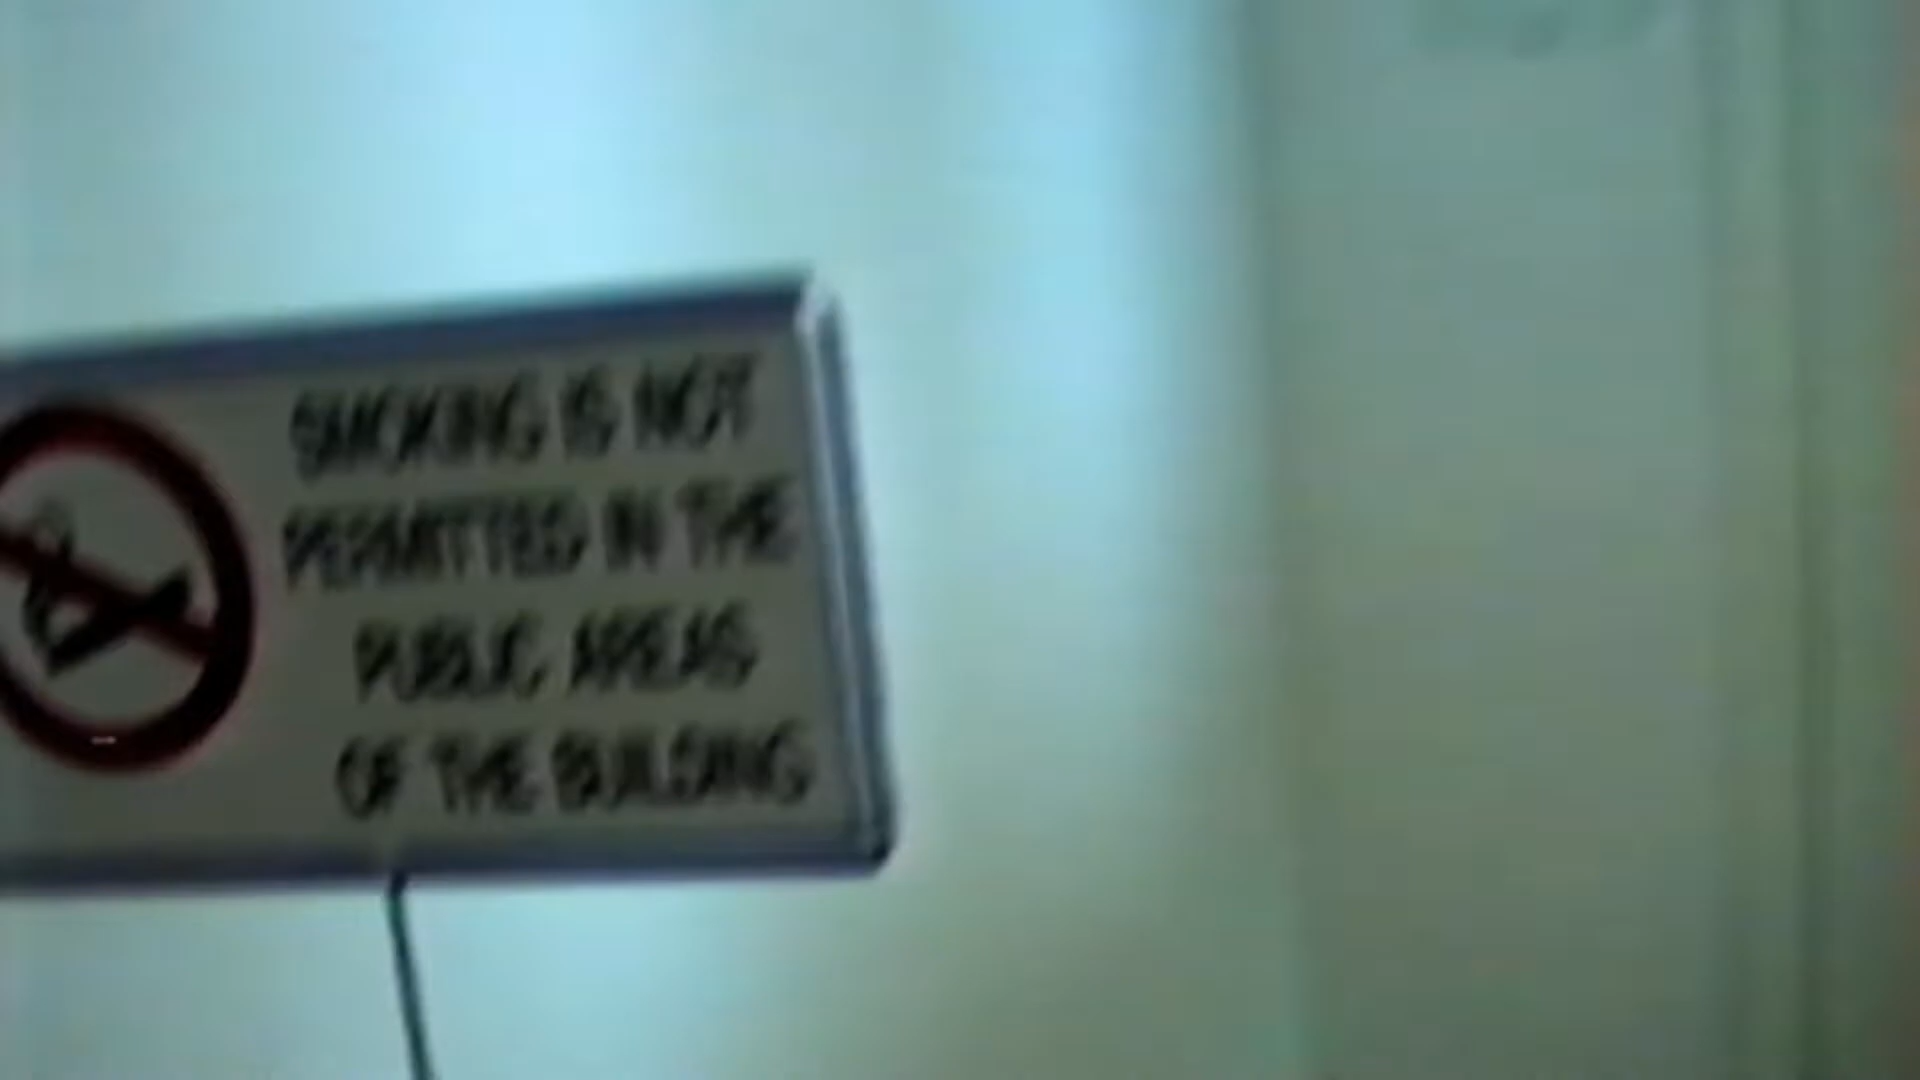 SMOKING IS NOT
PERMITTED IN THE
PUBLIC AREAS
OF THE BUILDING